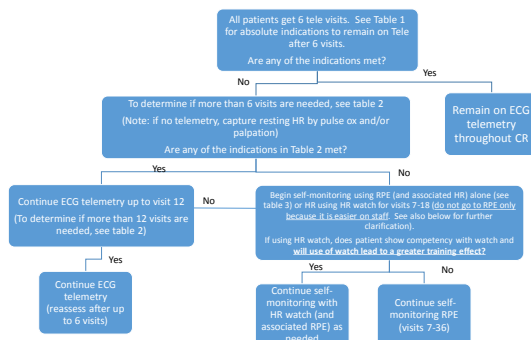 All patients get 6 tele visits. See Table 1
for absolute indications to remain on Tele
after 6 visits.
Are any of the indications met?
No
Yes
To determine if more than 6 visits are needed, see table 2
(Note: if no telemetry, capture resting HR by pulse ox and/or
palpation)
Are any of the indications in Table 2 met?
Remain on ECG
telemetry
throughout CR
Yes
No
Continue ECG telemetry up to visit 12
(To determine if more than 12 visits are
needed, see table 2)
No
Begin self-monitoring using RPE (and associated HR) alone (see
table 3) or HR using HR watch for visits 7-18 (do not go to RPE only
because it is easier on staff. See also below for further
clarification).
If using HR watch, does patient show competency with watch and
will use of watch lead to a greater training effect?
Yes
Yes
No
Continue ECG
telemetry
(reassess after up
to 6 visits)
Continue self-
monitoring with
HR watch (and
associated RPE) as
needed
Continue self-
monitoring RPE
(visits 7-36)